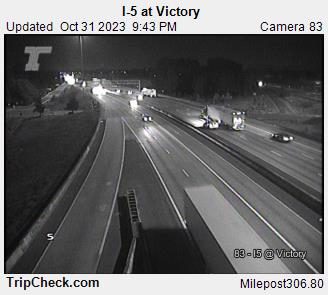 I-5 at Victory
Updated Oct 31 2023 9:43 PM Camera 83
T
S
83 - I5 @ Victory
TripCheck.com Milepost306.80